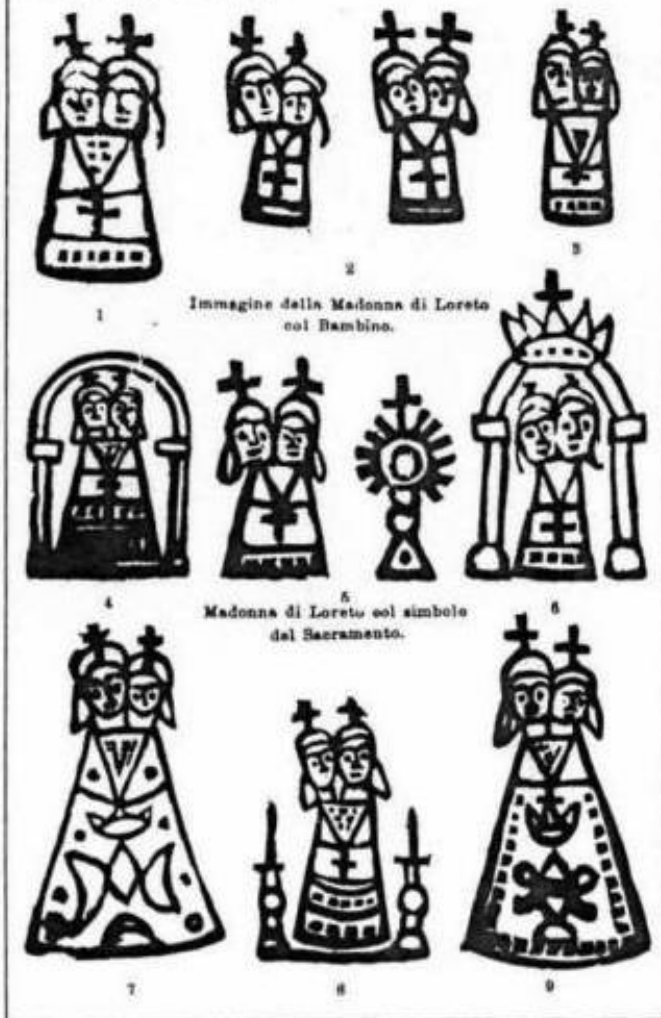 1
2
3
Immagine della Madonna di Loreto
col Bambino.
4
5
6
Madonna di Loreto col simbolo
del Sacramento.
7
8
9